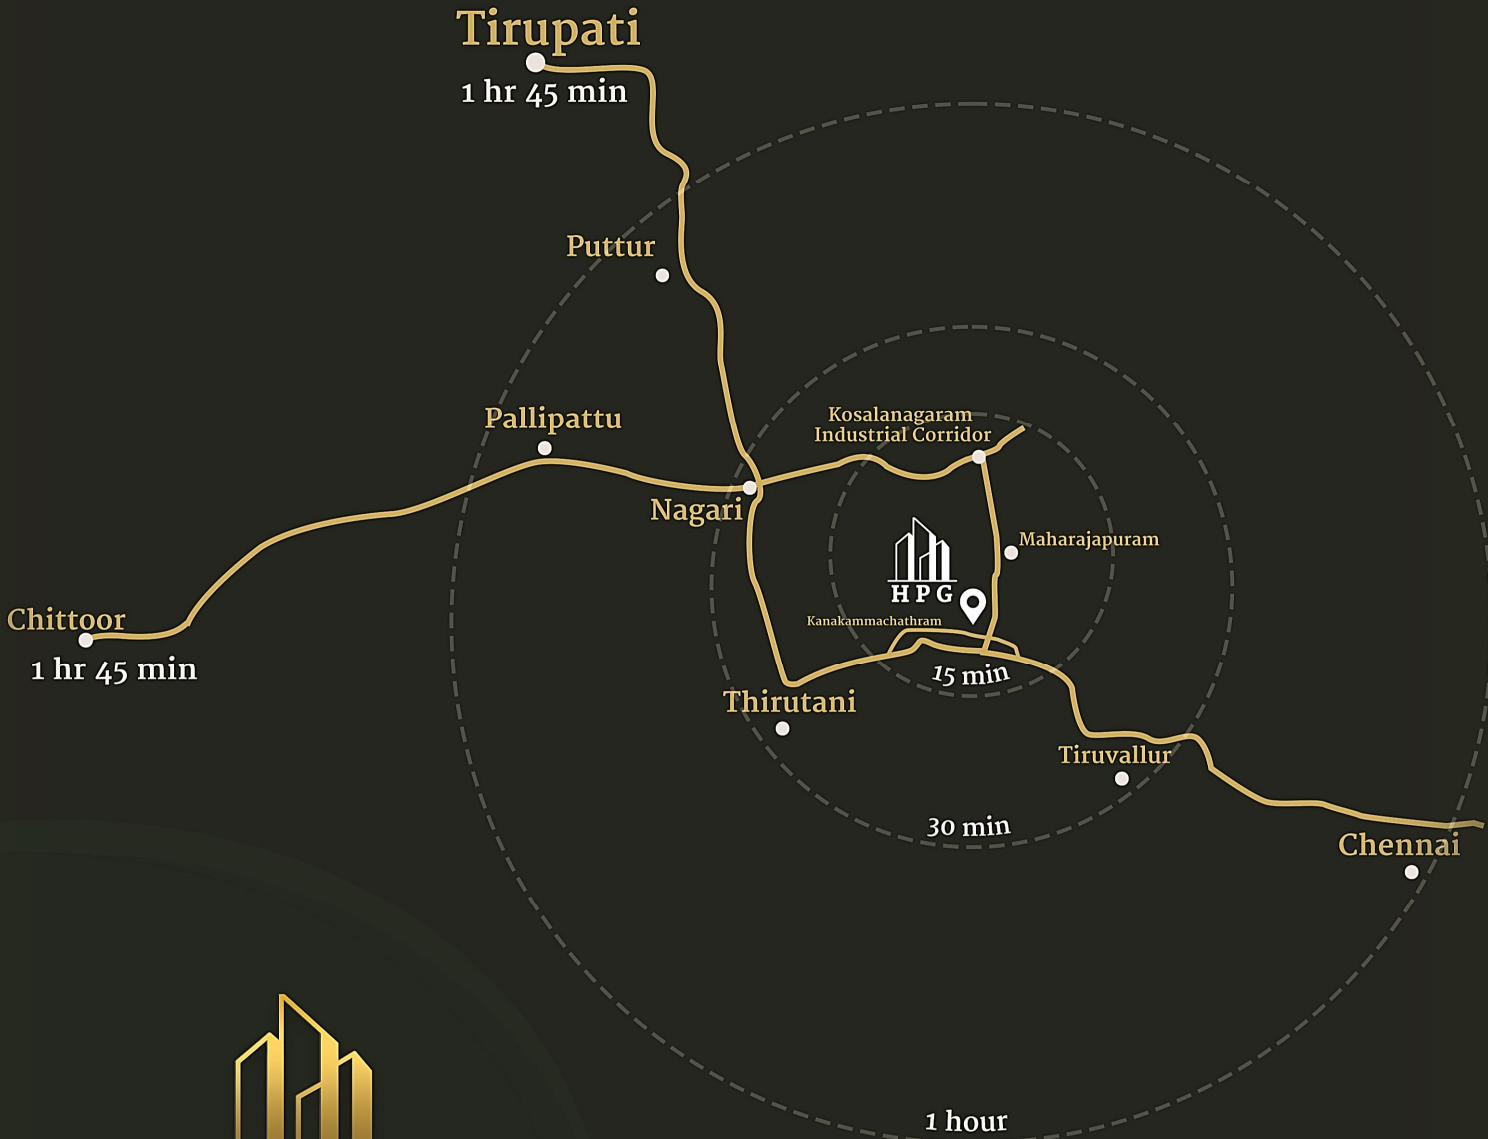 Tirupati
1 hr 45 min
Puttur
Pallipattu
Kosalanagaram
Industrial Corridor
Nagari
Maharajapuram
HPG
Kanakammachathram
Chittoor
1 hr 45 min
15 min
Thirutani
Tiruvallur
30 min
Chennai
1 hour